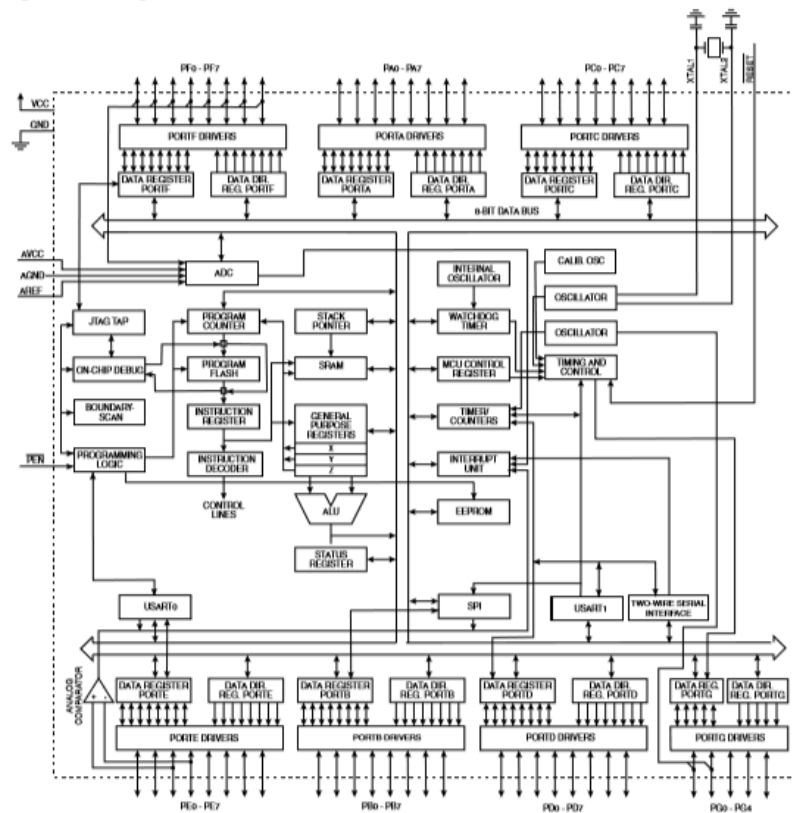 XTAL1
XTAL2
RESET
PF0 - PF7
PA0 - PA7
PC0 - PC7
VCC
GND
PORTF DRIVERS
PORTA DRIVERS
PORTC DRIVERS
DATA REGISTER
PORTF
DATA DIR.
REG. PORTF
DATA REGISTER
PORTA
DATA DIR.
REG. PORTA
DATA REGISTER
PORTC
DATA DIR.
REG. PORTC
8-BIT DATA BUS
AVCC
AGND
AREF
ADC
INTERNAL
OSCILLATOR
CALIB. OSC
OSCILLATOR
JTAG TAP
PROGRAM
COUNTER
STACK
POINTER
WATCHDOG
TIMER
OSCILLATOR
ON-CHIP DEBUG
PROGRAM
FLASH
SRAM
MCU CONTROL
REGISTER
TIMING AND
CONTROL
BOUNDARY-
SCAN
INSTRUCTION
REGISTER
GENERAL
PURPOSE
REGISTERS
TIMER/
COUNTERS
X
Y
Z
PEN
PROGRAMMING
LOGIC
INSTRUCTION
DECODER
INTERRUPT
UNIT
CONTROL
LINES
ALU
EEPROM
STATUS
REGISTER
USART0
SPI
USART1
TWO-WIRE SERIAL
INTERFACE
ANALOG
COMPARATOR
+
-
DATA REGISTER
PORTE
DATA DIR.
REG. PORTE
DATA REGISTER
PORTB
DATA DIR.
REG. PORTB
DATA REGISTER
PORTD
DATA DIR.
REG. PORTD
DATA REG.
PORTG
DATA DIR.
REG. PORTG
PORTE DRIVERS
PORTB DRIVERS
PORTD DRIVERS
PORTG DRIVERS
PE0 - PE7
PB0 - PB7
PD0 - PD7
PG0 - PG4